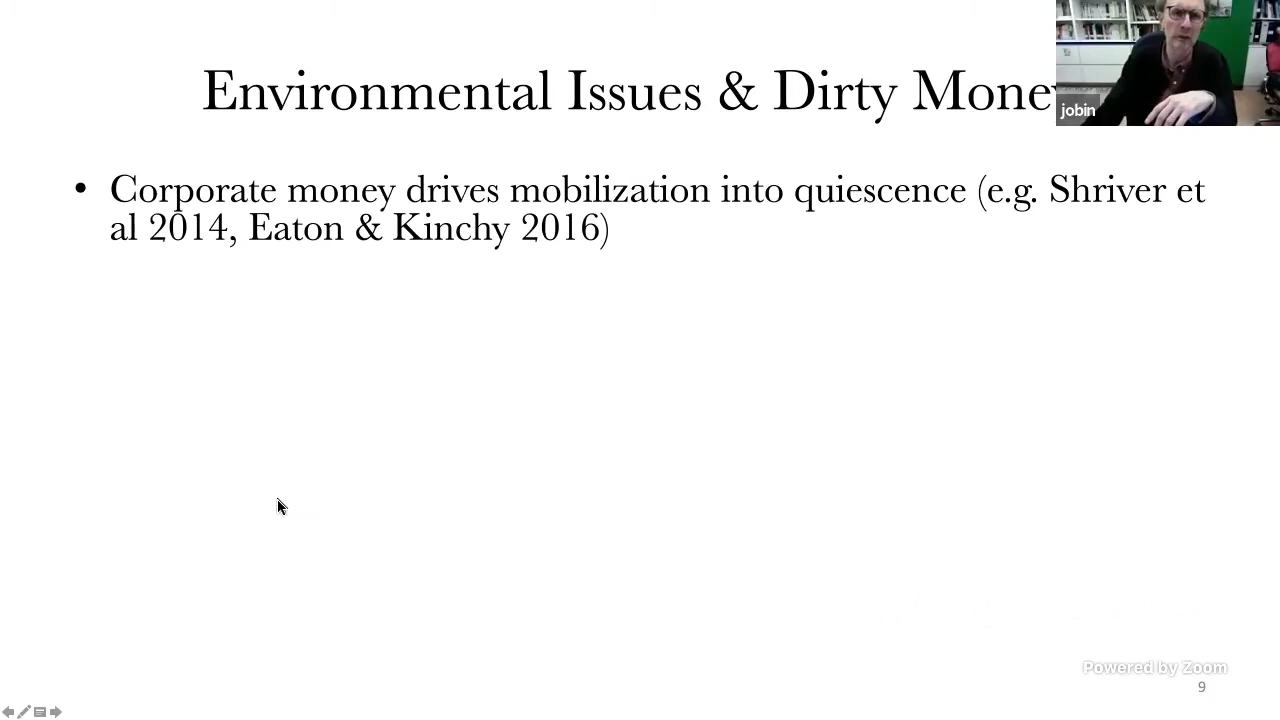 Environmental Issues & Dirty Mone
jobin
• Corporate money drives mobilization into quiescence (e.g. Shriver et
al 2014, Eaton & Kinchy 2016)
Powered by Zoom
9